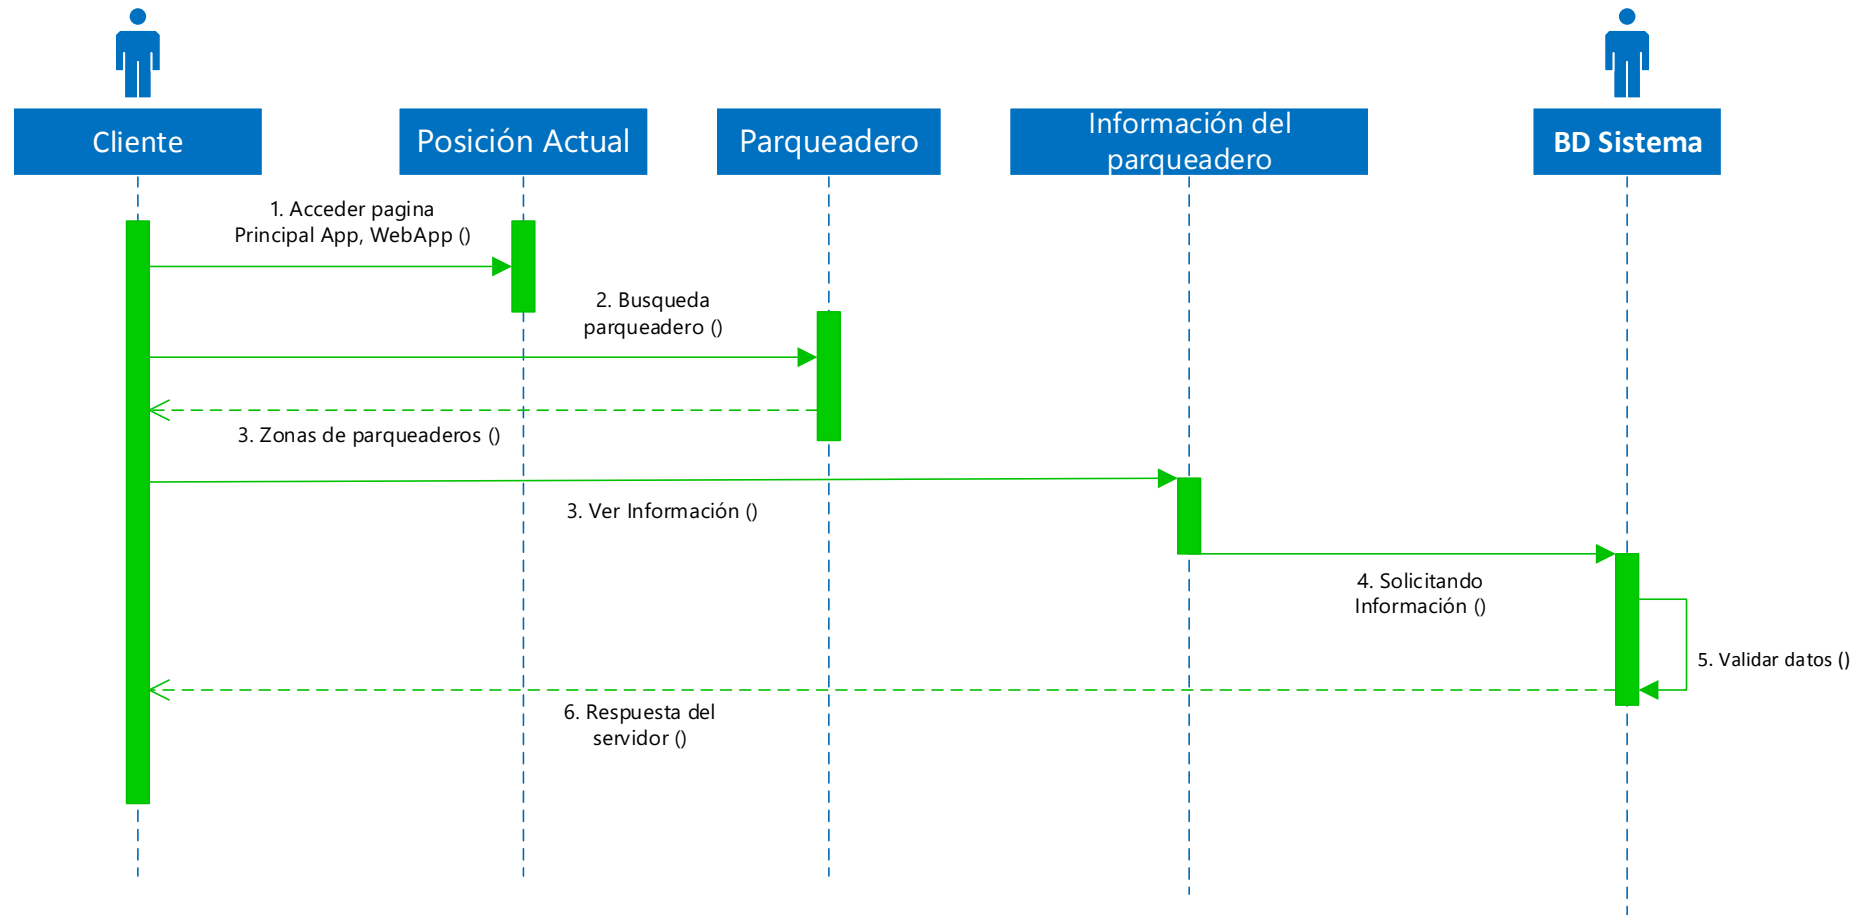 Cliente
Posición Actual
Parqueadero
Información del
parqueadero
BD Sistema
1. Acceder pagina
Principal App, WebApp ()
2. Busqueda
parqueadero ()
3. Zonas de parqueaderos ()
3. Ver Información ()
4. Solicitando
Información ()
5. Validar datos ()
6. Respuesta del
servidor ()